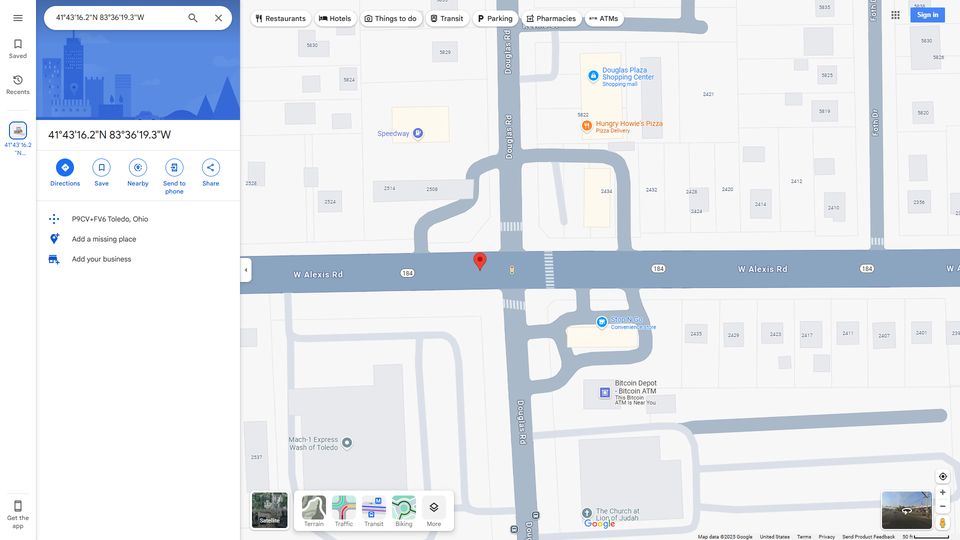 41°43'16.2"N 83°36'19.3"W
Restaurants
Hotels
Things to do
Transit
Parking
Pharmacies
ATMs
Sign in
Saved
Recents
41°43'16.2
"N...
Get the
app
41°43'16.2"N 83°36'19.3"W
Directions
Save
Nearby
Send to
phone
Share
P9CV+FV6 Toledo, Ohio
Add a missing place
Add your business
Douglas Rd
5835
5830
5829
5830
5824
5828
Douglas Plaza
Shopping Center
Shopping mall
5825
2421
5822
5819
5820
Speedway
Hungry Howie's Pizza
Pizza Delivery
Douglas Rd
Foth Dr
2528
2514
2508
2524
2434
2432
2428
2424
2420
2414
2412
2410
2356
W Alexis Rd
184
184
W Alexis Rd
184
W A
Stop N Go
Convenience store
2435
2429
2423
2417
2411
2407
2401
Bitcoin Depot
- Bitcoin ATM
This Bitcoin
ATM is Near You
Douglas Rd
2537
Mach-1 Express
Wash of Toledo
The Church at
Lion of Judah
Google
Satellite
Terrain
Traffic
Transit
Biking
More
Map data ©2025 Google
United States
Terms
Privacy
Send Product Feedback
50 ft